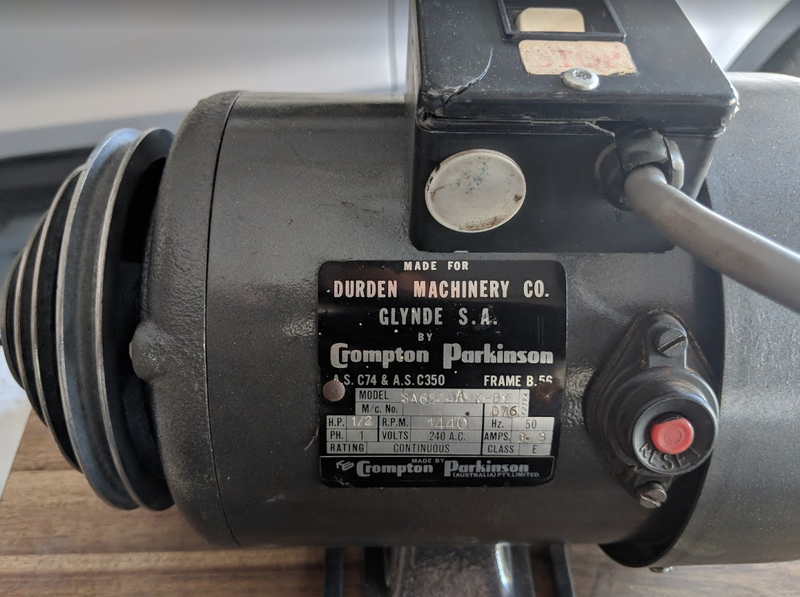 STOP
MADE FOR
DURDEN MACHINERY CO.
GLYNDE S.A.
BY
Crompton Parkinson
A.S. C74 & A.S. C350 FRAME B.56
MODEL
M/c. No. D76
H.P. 1/2 R.P.M. 1440 Hz. 50
PH. 1 VOLTS 240 A.C. AMPS.
RATING CONTINUOUS CLASS E
MADE BY
Crompton Parkinson
(AUSTRALIA) PTY. LIMITED
RESET